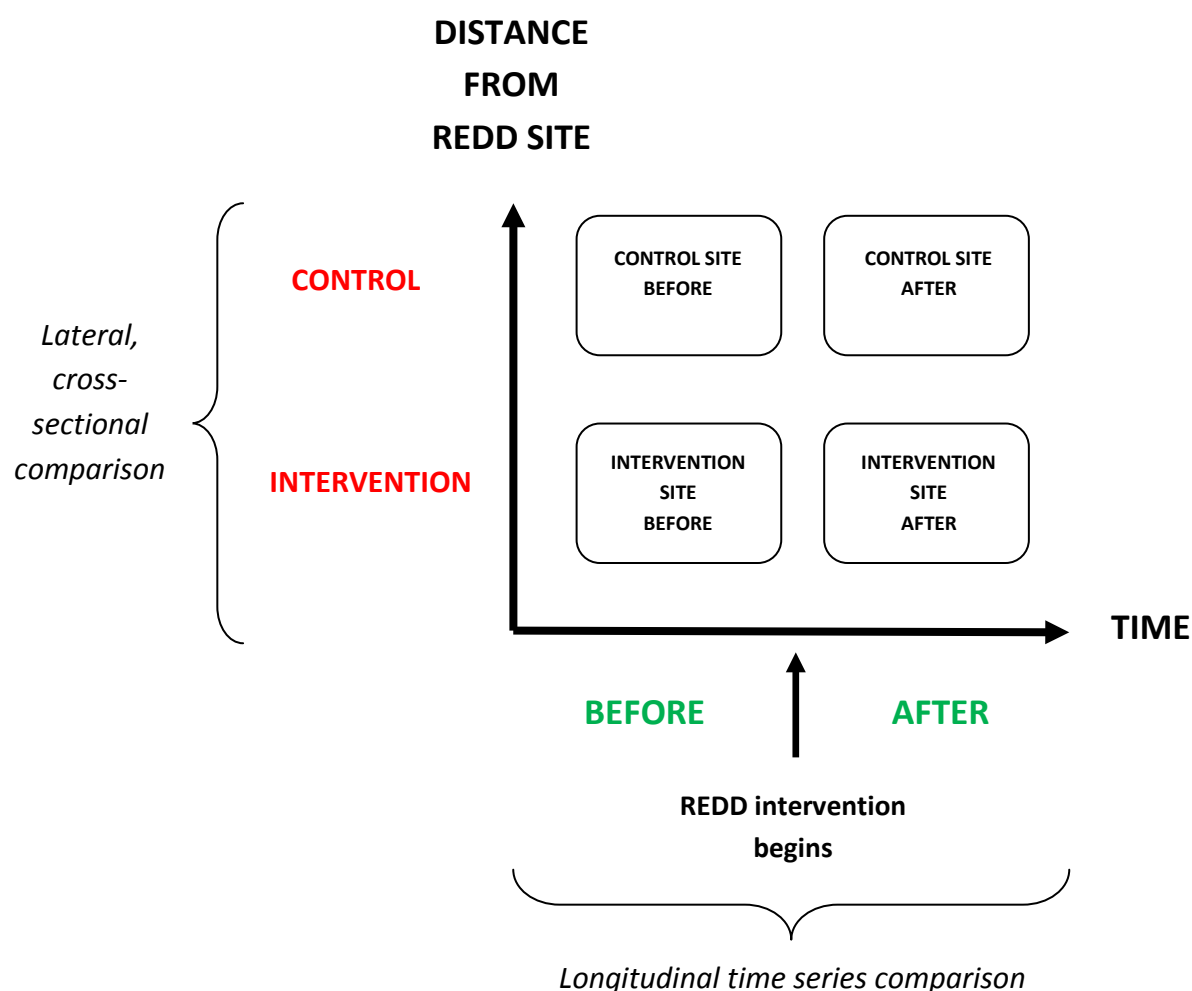 DISTANCE
FROM
REDD SITE
CONTROL
CONTROL SITE
BEFORE
CONTROL SITE
AFTER
Lateral,
cross-
sectional
comparison
INTERVENTION
INTERVENTION
SITE
BEFORE
INTERVENTION
SITE
AFTER
TIME
BEFORE
AFTER
REDD intervention
begins
Longitudinal time series comparison